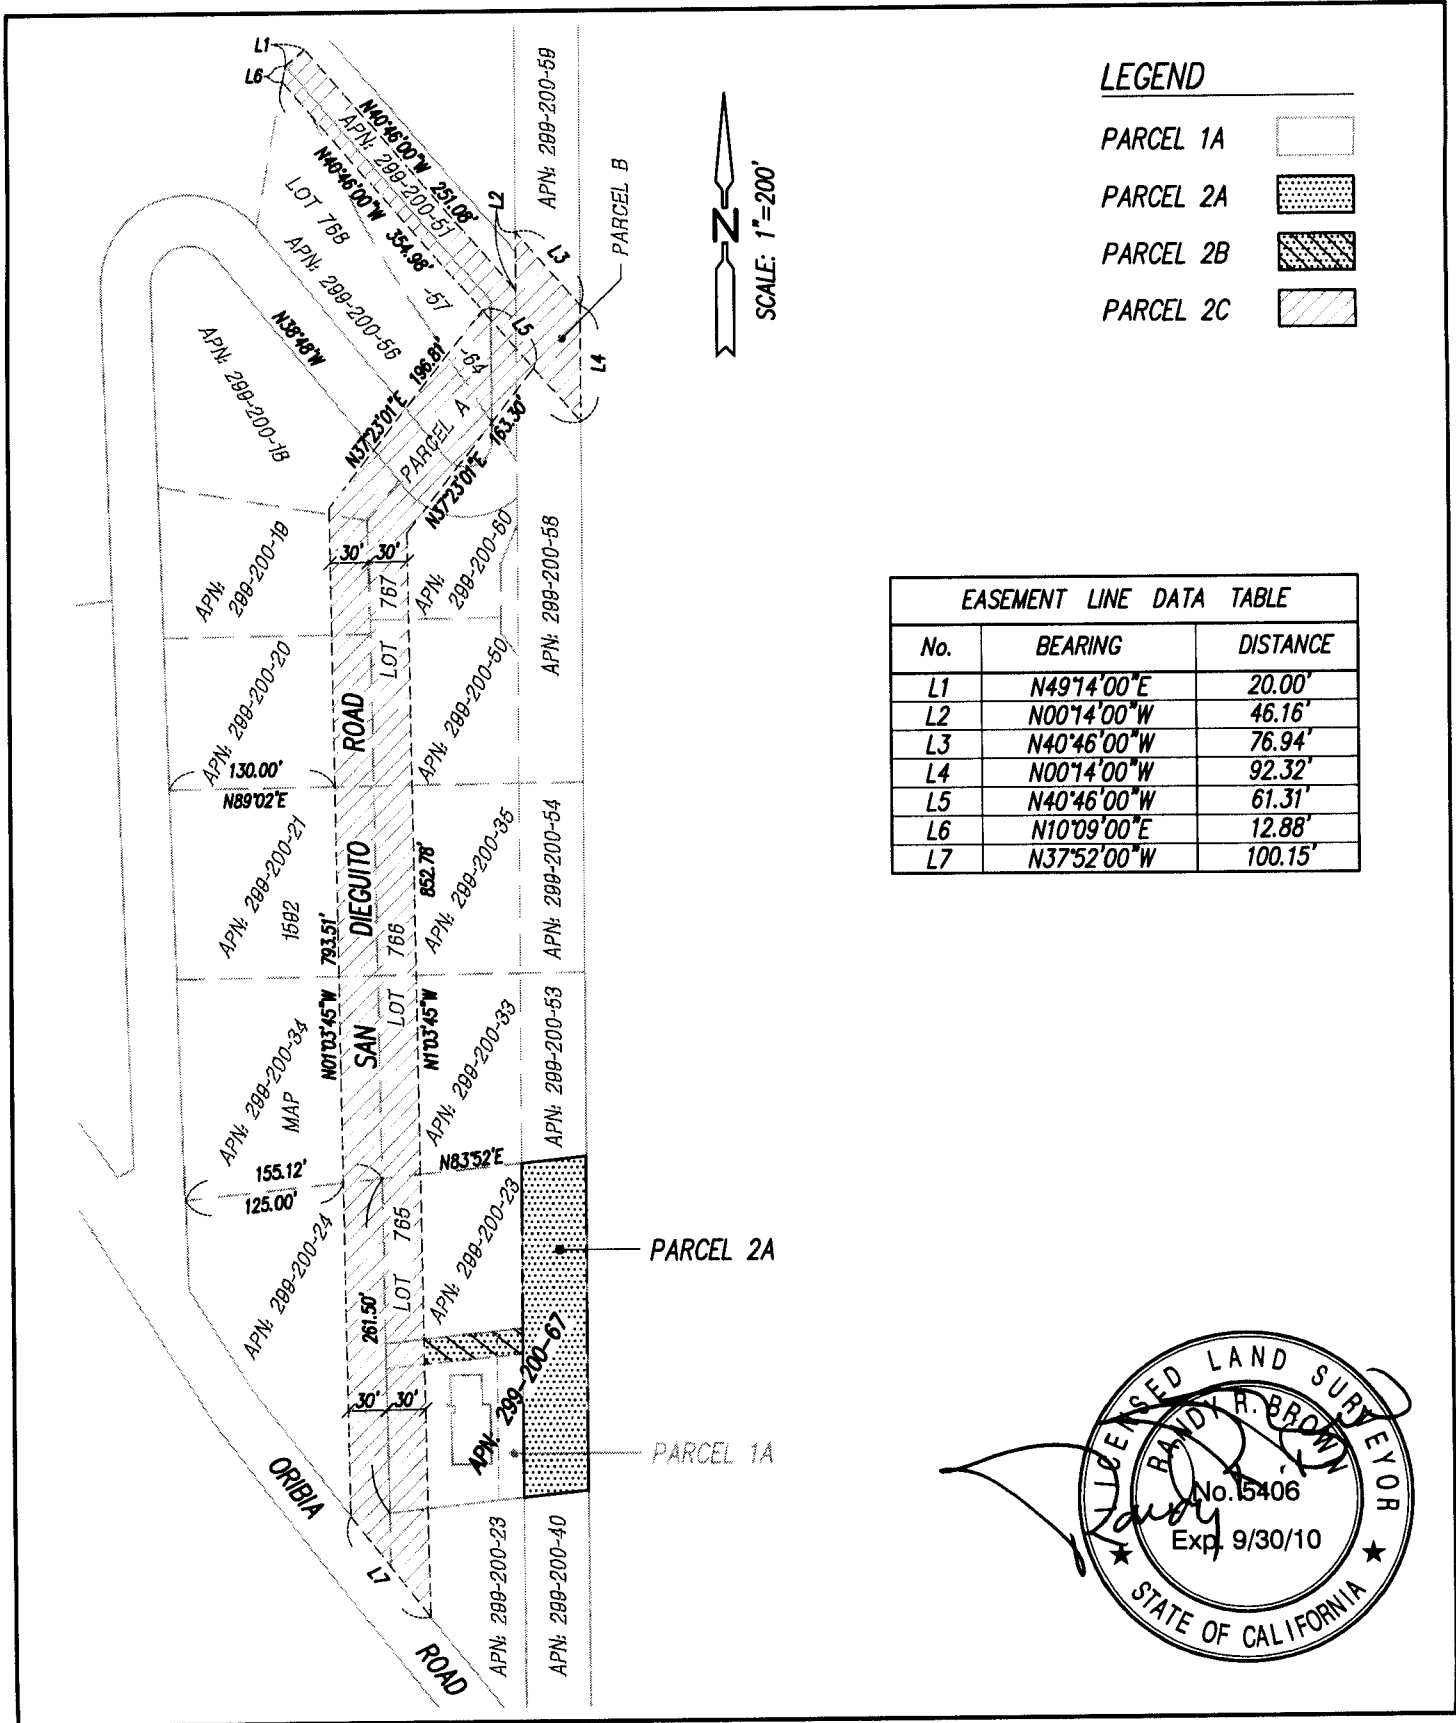 L1
L6
N40°46'00"W 251.08'
APN: 299-200-51
N40°46'00"W 354.98'
LOT 768
APN: 299-200-56
-57
L2
L3
APN: 299-200-59
PARCEL B
N
SCALE: 1"=200'
LEGEND
PARCEL 1A
PARCEL 2A
PARCEL 2B
PARCEL 2C
L5
L4
-64
N38°48'W
APN: 299-200-18
N37°23'01"E 196.81'
PARCEL A
N37°23'01"E 163.30'
30' 30'
APN: 299-200-19
LOT 767
APN: 299-200-60
APN: 299-200-58
APN: 299-200-20
APN: 299-200-50
130.00'
N89°02'E
SAN DIEGUITO ROAD
APN: 299-200-21
MAP 1592
N01°03'45"W 793.51'
LOT 766
N1°03'45"W 852.78'
APN: 299-200-35
APN: 299-200-54
APN: 299-200-34
APN: 299-200-33
APN: 299-200-53
155.12'
125.00'
N83°52'E
APN: 299-200-24
LOT 765
APN: 299-200-23
261.50'
PARCEL 2A
APN: 299-200-67
30' 30'
PARCEL 1A
L7
ORIBIA ROAD
APN: 299-200-23
APN: 299-200-40
EASEMENT LINE DATA TABLE
No. BEARING DISTANCE
L1 N49°14'00"E 20.00'
L2 N00°14'00"W 46.16'
L3 N40°46'00"W 76.94'
L4 N00°14'00"W 92.32'
L5 N40°46'00"W 61.31'
L6 N10°09'00"E 12.88'
L7 N37°52'00"W 100.15'
LICENSED LAND SURVEYOR
RANDY R. BROWN
No. 5406
Exp. 9/30/10
★ STATE OF CALIFORNIA ★